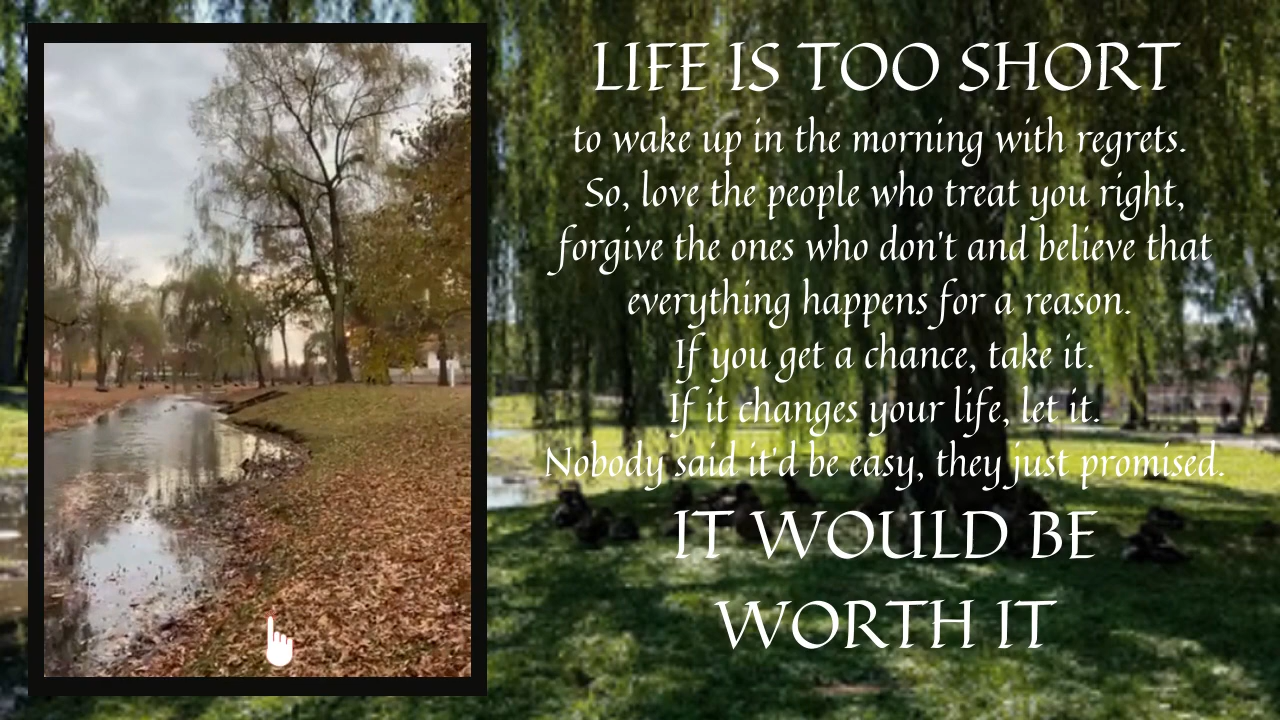 LIFE IS TOO SHORT
to wake up in the morning with regrets.
So, love the people who treat you right,
forgive the ones who don't and believe that
everything happens for a reason.
If you get a chance, take it.
If it changes your life, let it.
Nobody said it'd be easy, they just promised.
IT WOULD BE
WORTH IT